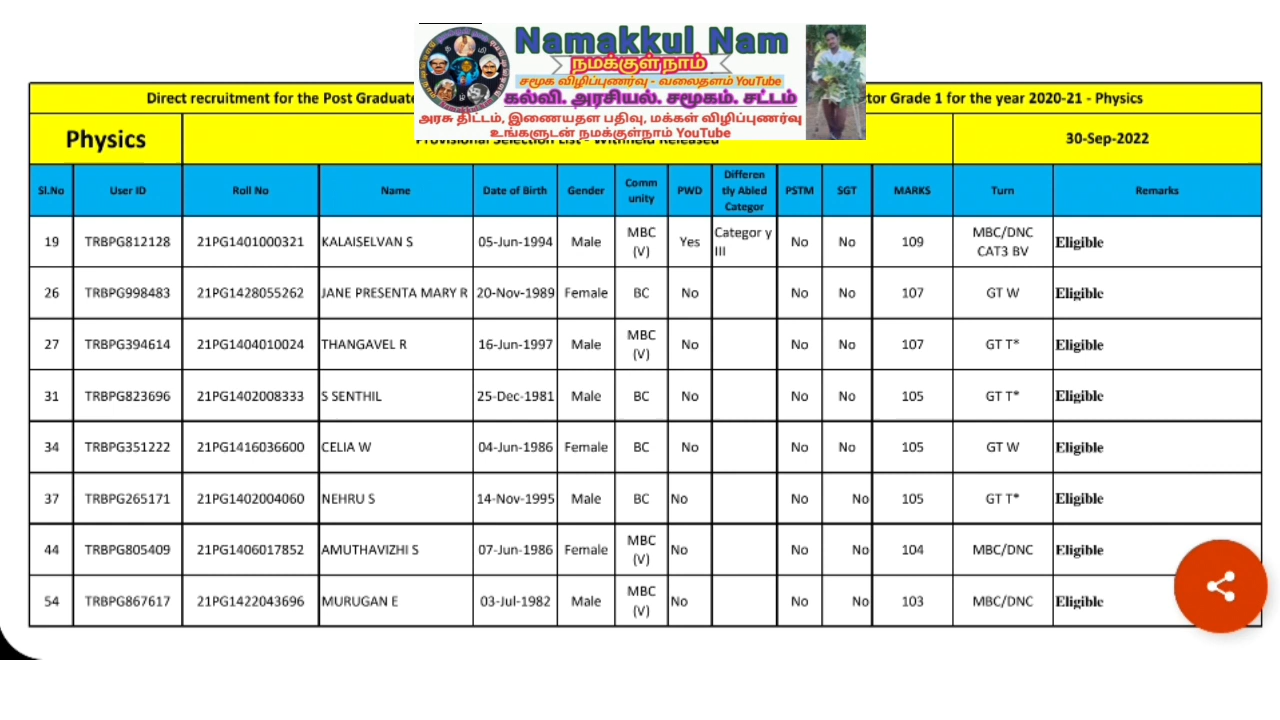 Namakkul Nam
நமக்குள் நாம்
சமூக விழிப்புணர்வு - வலைதளம் YouTube
கல்வி. அரசியல். சமூகம். சட்டம்
அரசு திட்டம், இணையதள பதிவு, மக்கள் விழிப்புணர்வு
உங்களுடன் நமக்குள்நாம் YouTube
Direct recruitment for the Post Graduate tor Grade 1 for the year 2020-21 - Physics
Physics Provisional Selection List - Withheld Released 30-Sep-2022
Sl.No User ID Roll No Name Date of Birth Gender Comm unity PWD Differen tly Abled Categor PSTM SGT MARKS Turn Remarks
19 TRBPG812128 21PG1401000321 KALAISELVAN S 05-Jun-1994 Male MBC (V) Yes Categor y III No No 109 MBC/DNC CAT3 BV Eligible
26 TRBPG998483 21PG1428055262 JANE PRESENTA MARY R 20-Nov-1989 Female BC No No No 107 GT W Eligible
27 TRBPG394614 21PG1404010024 THANGAVEL R 16-Jun-1997 Male MBC (V) No No No 107 GT T* Eligible
31 TRBPG823696 21PG1402008333 S SENTHIL 25-Dec-1981 Male BC No No No 105 GT T* Eligible
34 TRBPG351222 21PG1416036600 CELIA W 04-Jun-1986 Female BC No No No 105 GT W Eligible
37 TRBPG265171 21PG1402004060 NEHRU S 14-Nov-1995 Male BC No No No 105 GT T* Eligible
44 TRBPG805409 21PG1406017852 AMUTHAVIZHI S 07-Jun-1986 Female MBC (V) No No No 104 MBC/DNC Eligible
54 TRBPG867617 21PG1422043696 MURUGAN E 03-Jul-1982 Male MBC (V) No No No 103 MBC/DNC Eligible